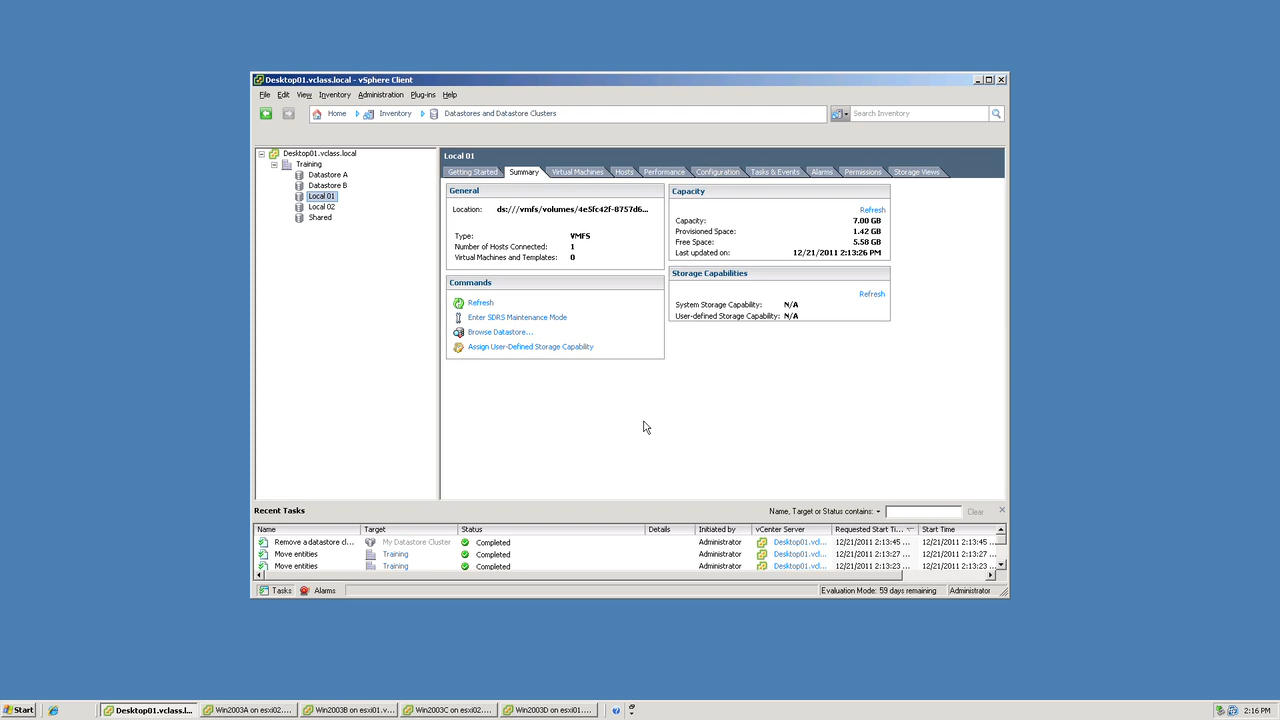 Desktop01.vclass.local - vSphere Client
File Edit View Inventory Administration Plug-ins Help
Home Inventory Datastores and Datastore Clusters Search Inventory
Desktop01.vclass.local
Training
Datastore A
Datastore B
Local 01
Local 02
Shared
Local 01
Getting Started Summary Virtual Machines Hosts Performance Configuration Tasks & Events Alarms Permissions Storage Views
General
Location: ds:///vmfs/volumes/4e5fc42f-8757d6...
Type: VMFS
Number of Hosts Connected: 1
Virtual Machines and Templates: 0
Commands
Refresh
Enter SDRS Maintenance Mode
Browse Datastore...
Assign User-Defined Storage Capability
Capacity
Refresh
Capacity: 7.00 GB
Provisioned Space: 1.42 GB
Free Space: 5.58 GB
Last updated on: 12/21/2011 2:13:26 PM
Storage Capabilities
Refresh
System Storage Capability: N/A
User-defined Storage Capability: N/A
Recent Tasks Name, Target or Status contains: Clear
Name Target Status Details Initiated by vCenter Server Requested Start Ti... Start Time
Remove a datastore cl... My Datastore Cluster Completed Administrator Desktop01.vcl... 12/21/2011 2:13:45 ... 12/21/2011 2:13:45 ...
Move entities Training Completed Administrator Desktop01.vcl... 12/21/2011 2:13:27 ... 12/21/2011 2:13:27 ...
Move entities Training Completed Administrator Desktop01.vcl... 12/21/2011 2:13:23 ... 12/21/2011 2:13:23 ...
Tasks Alarms Evaluation Mode: 59 days remaining Administrator
Start Desktop01.vclass.l... Win2003A on esxi02.... Win2003B on esxi01.v... Win2003C on esxi02.... Win2003D on esxi01.... 2:16 PM